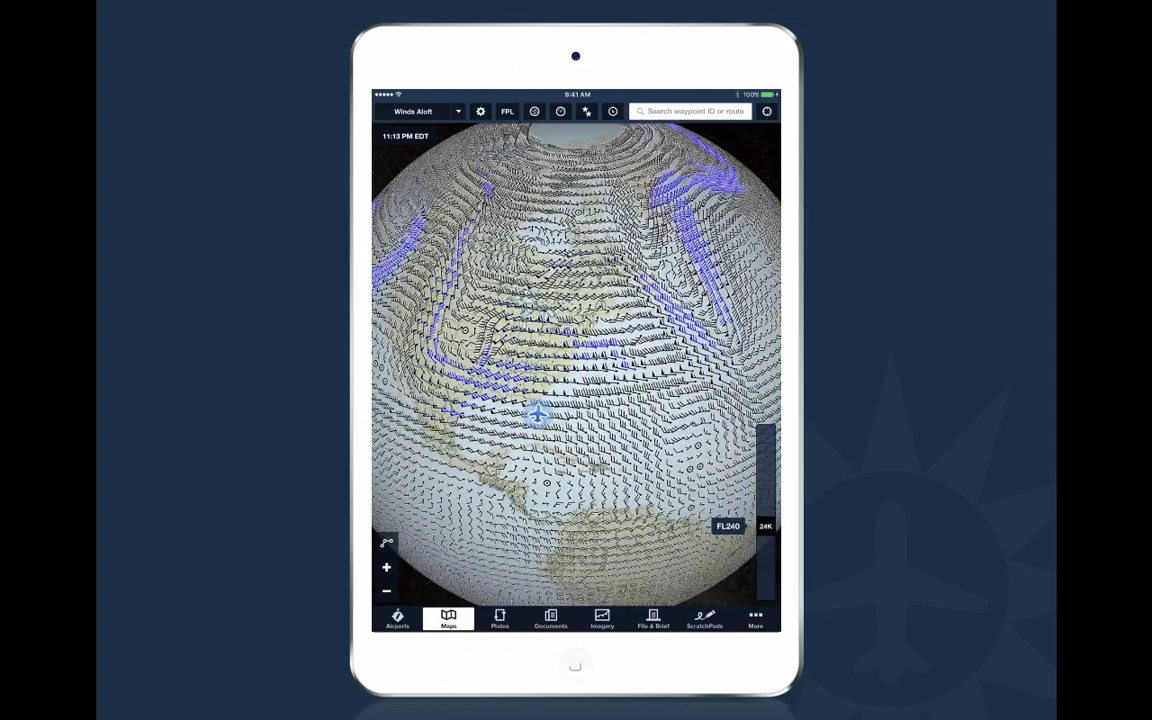 9:41 AM
100%
Winds Aloft
FPL
Search waypoint ID or route
11:13 PM EDT
FL240
24K
Airports
Maps
Plates
Documents
Imagery
File & Brief
ScratchPads
More